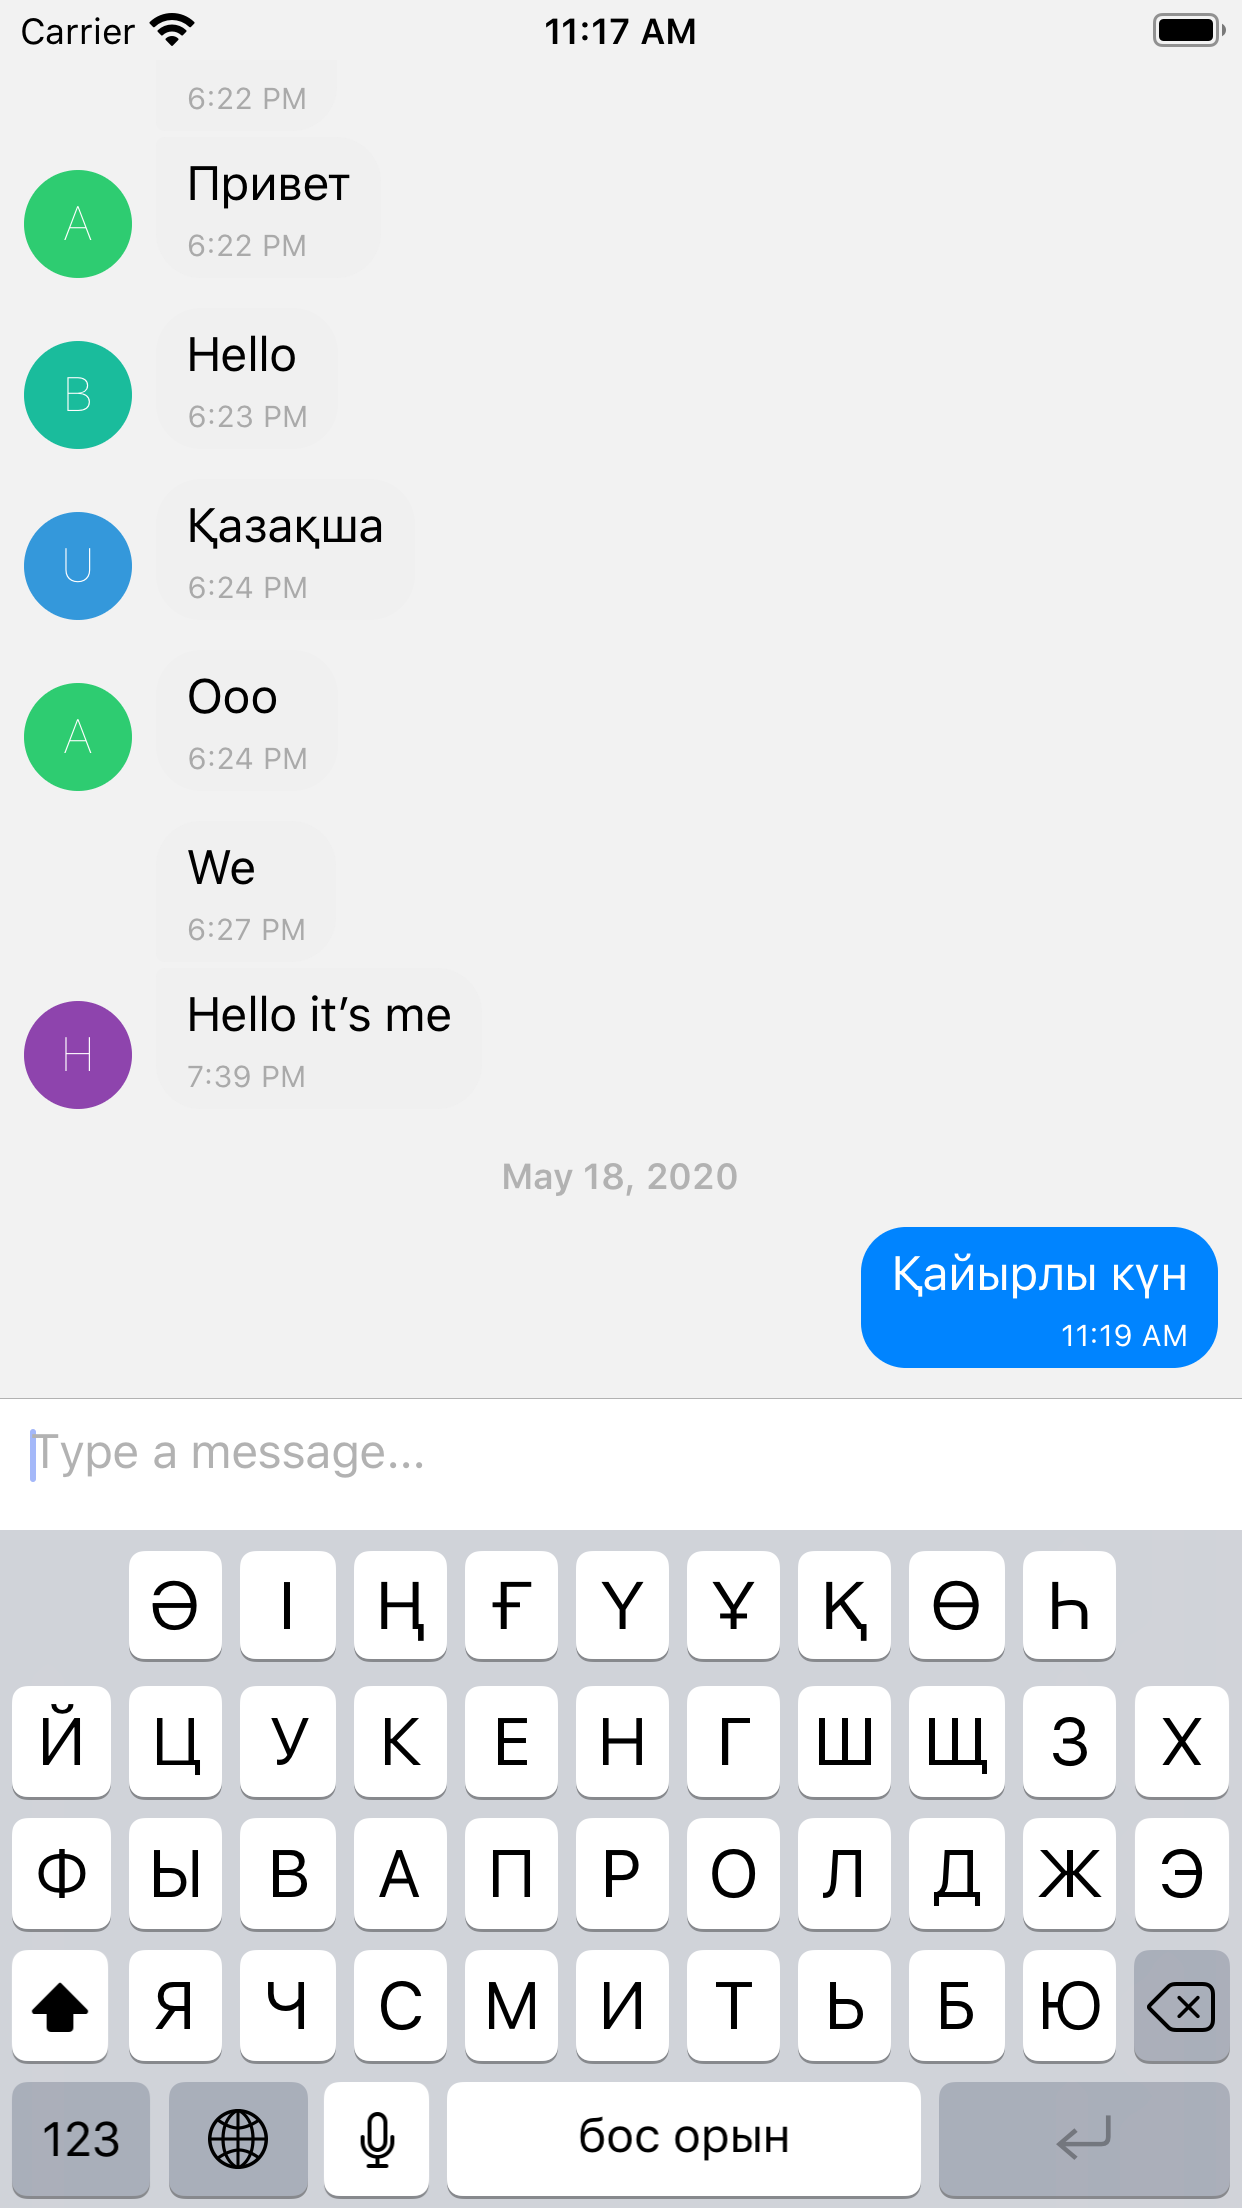 Carrier 11:17 AM
6:22 PM
Привет
6:22 PM
A
Hello
6:23 PM
B
Қазақша
6:24 PM
U
Ooo
6:24 PM
A
We
6:27 PM
Hello it’s me
7:39 PM
H
May 18, 2020
Қайырлы күн
11:19 AM
Type a message...
Ә І Ң Ғ Ү Ұ Қ Ө Һ
Й Ц У К Е Н Г Ш Щ З Х
Ф Ы В А П Р О Л Д Ж Э
Я Ч С М И Т Ь Б Ю
123 бос орын